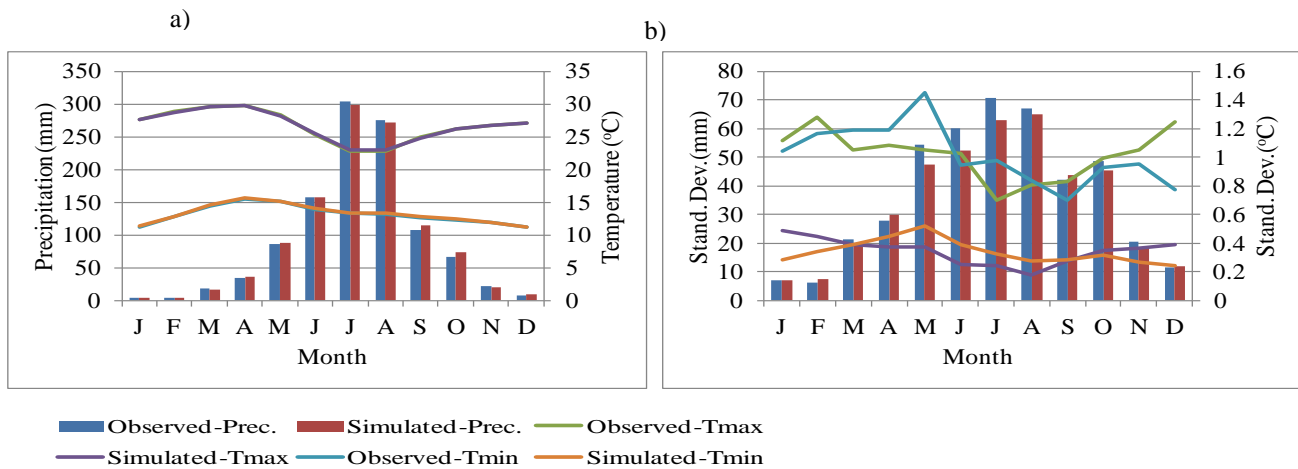 a)
b)
Precipitation (mm)
350
300
250
200
150
100
50
0
35
30
25
20
15
10
5
0
Temperature (°C)
J F M A M J J A S O N D
Month
Stand. Dev. (mm)
80
70
60
50
40
30
20
10
0
1.6
1.4
1.2
1
0.8
0.6
0.4
0.2
0
Stand. Dev. (°C)
J F M A M J J A S O N D
Month
Observed-Prec. Simulated-Prec. Observed-Tmax
Simulated-Tmax Observed-Tmin Simulated-Tmin